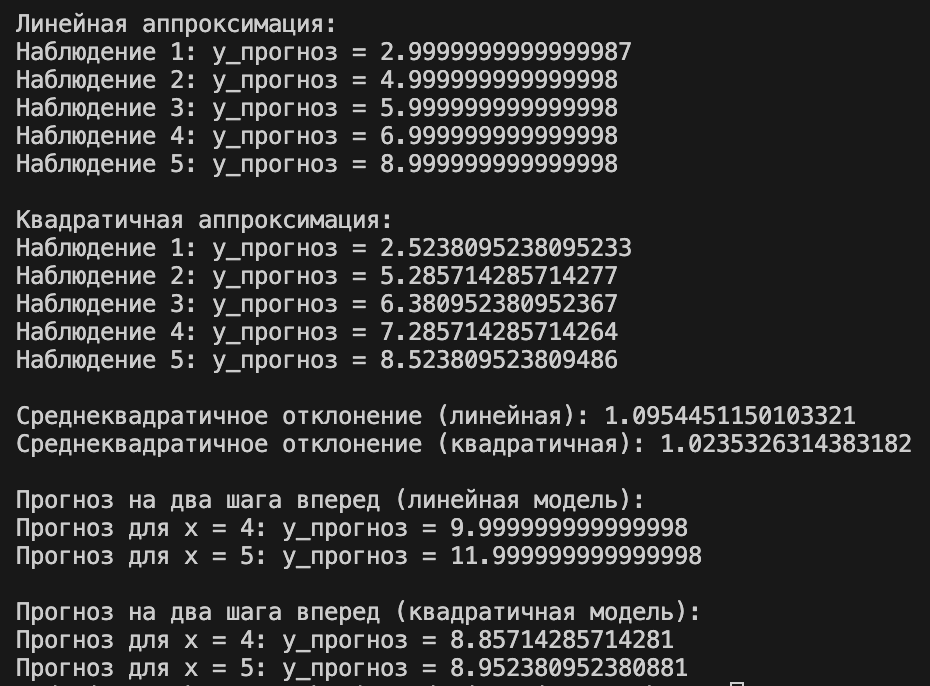 Линейная аппроксимация:
Наблюдение 1: y_прогноз = 2.9999999999999987
Наблюдение 2: y_прогноз = 4.999999999999998
Наблюдение 3: y_прогноз = 5.999999999999998
Наблюдение 4: y_прогноз = 6.999999999999998
Наблюдение 5: y_прогноз = 8.999999999999998
Квадратичная аппроксимация:
Наблюдение 1: y_прогноз = 2.5238095238095233
Наблюдение 2: y_прогноз = 5.285714285714277
Наблюдение 3: y_прогноз = 6.380952380952367
Наблюдение 4: y_прогноз = 7.285714285714264
Наблюдение 5: y_прогноз = 8.523809523809486
Среднеквадратичное отклонение (линейная): 1.0954451150103321
Среднеквадратичное отклонение (квадратичная): 1.0235326314383182
Прогноз на два шага вперед (линейная модель):
Прогноз для x = 4: y_прогноз = 9.999999999999998
Прогноз для x = 5: y_прогноз = 11.999999999999998
Прогноз на два шага вперед (квадратичная модель):
Прогноз для x = 4: y_прогноз = 8.85714285714281
Прогноз для x = 5: y_прогноз = 8.952380952380881